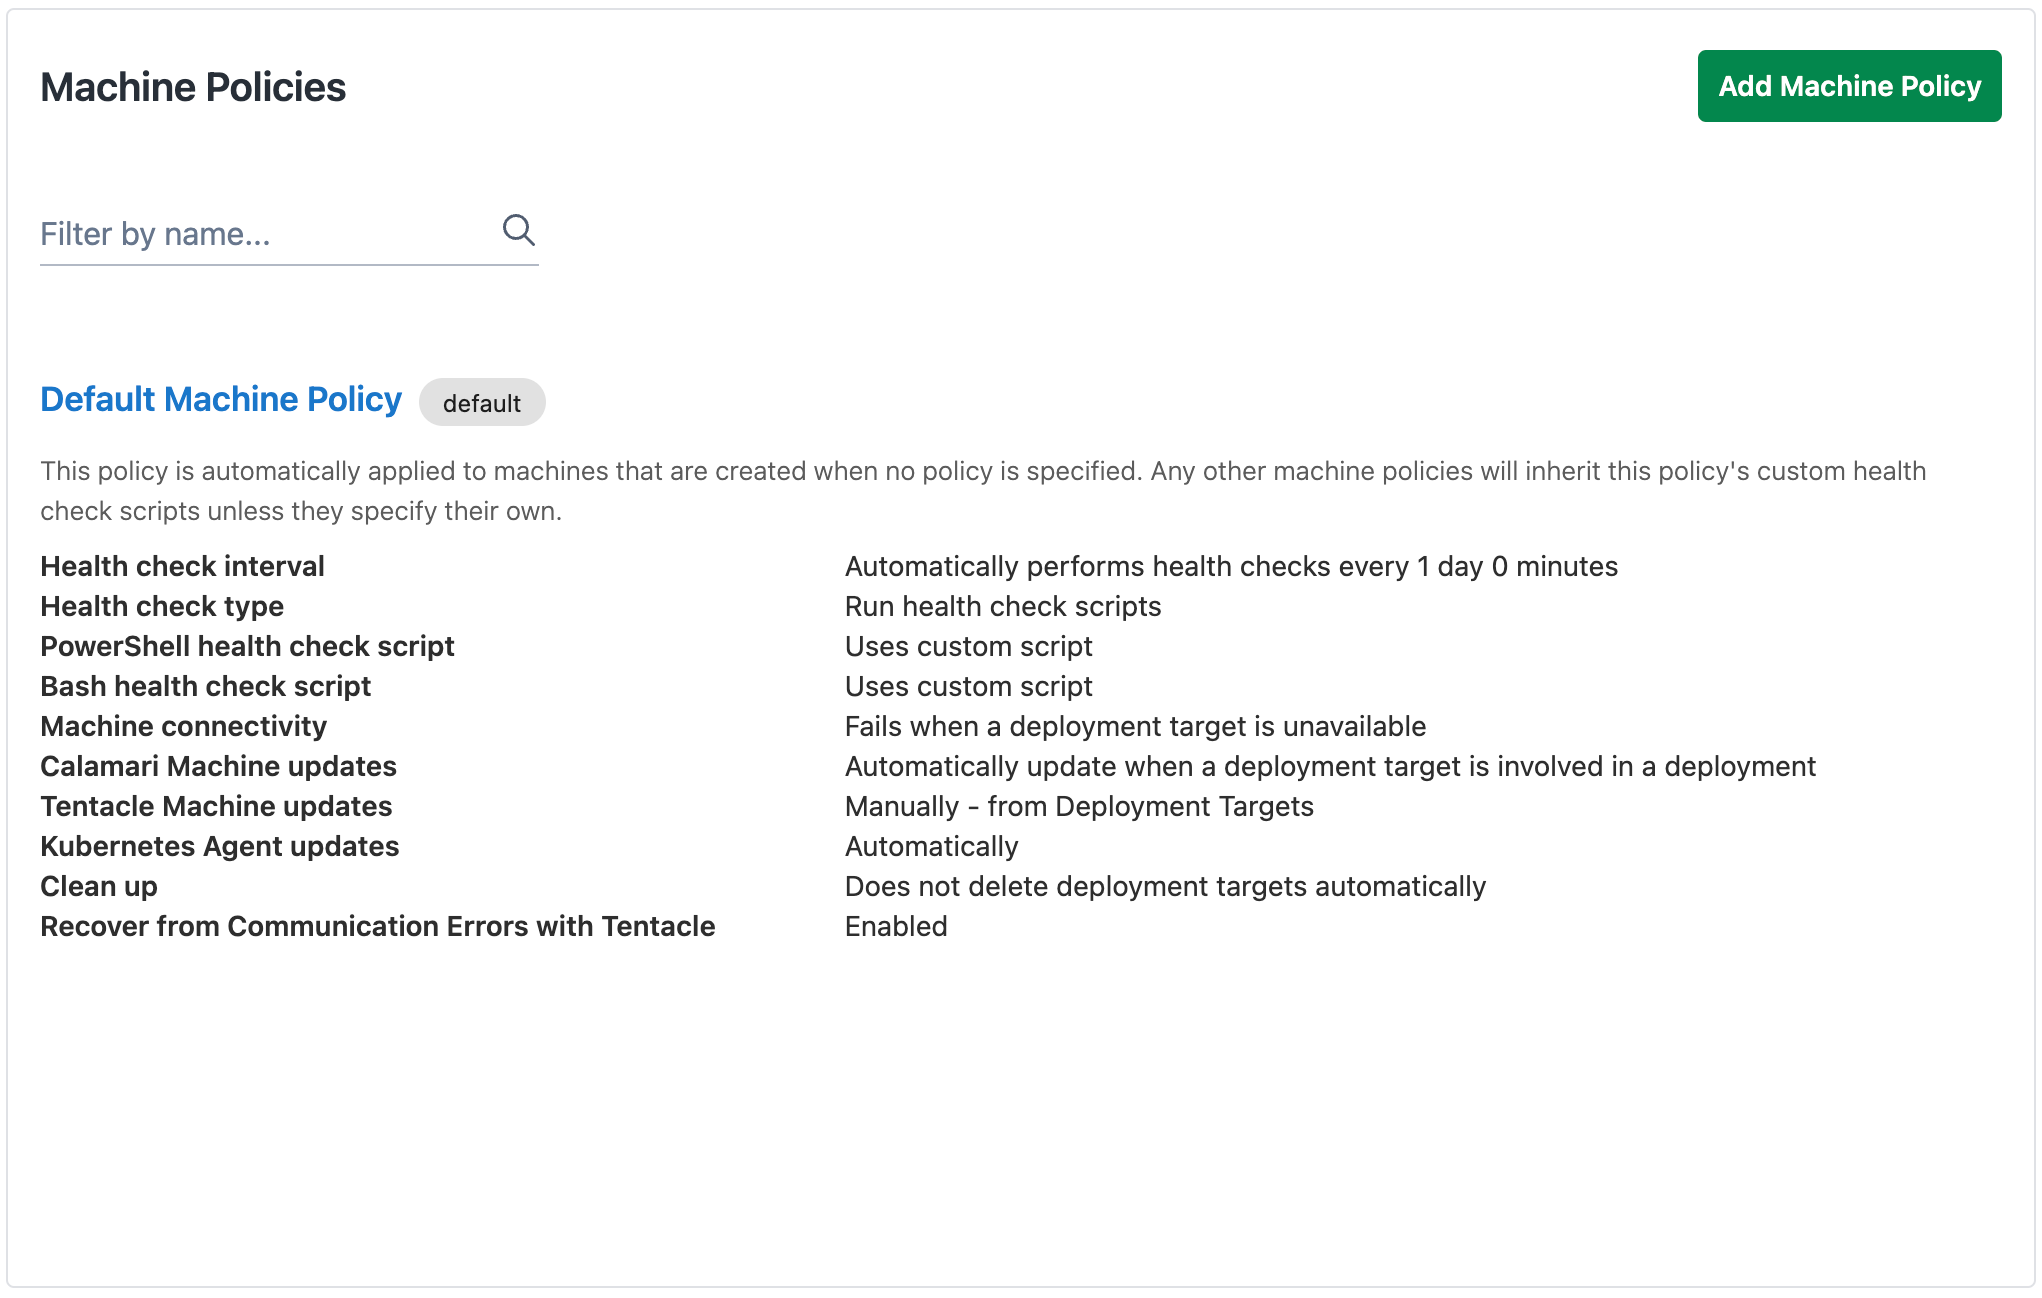 Machine Policies
Add Machine Policy
Filter by name...
Default Machine Policy default
This policy is automatically applied to machines that are created when no policy is specified. Any other machine policies will inherit this policy's custom health
check scripts unless they specify their own.
Health check interval Automatically performs health checks every 1 day 0 minutes
Health check type Run health check scripts
PowerShell health check script Uses custom script
Bash health check script Uses custom script
Machine connectivity Fails when a deployment target is unavailable
Calamari Machine updates Automatically update when a deployment target is involved in a deployment
Tentacle Machine updates Manually - from Deployment Targets
Kubernetes Agent updates Automatically
Clean up Does not delete deployment targets automatically
Recover from Communication Errors with Tentacle Enabled